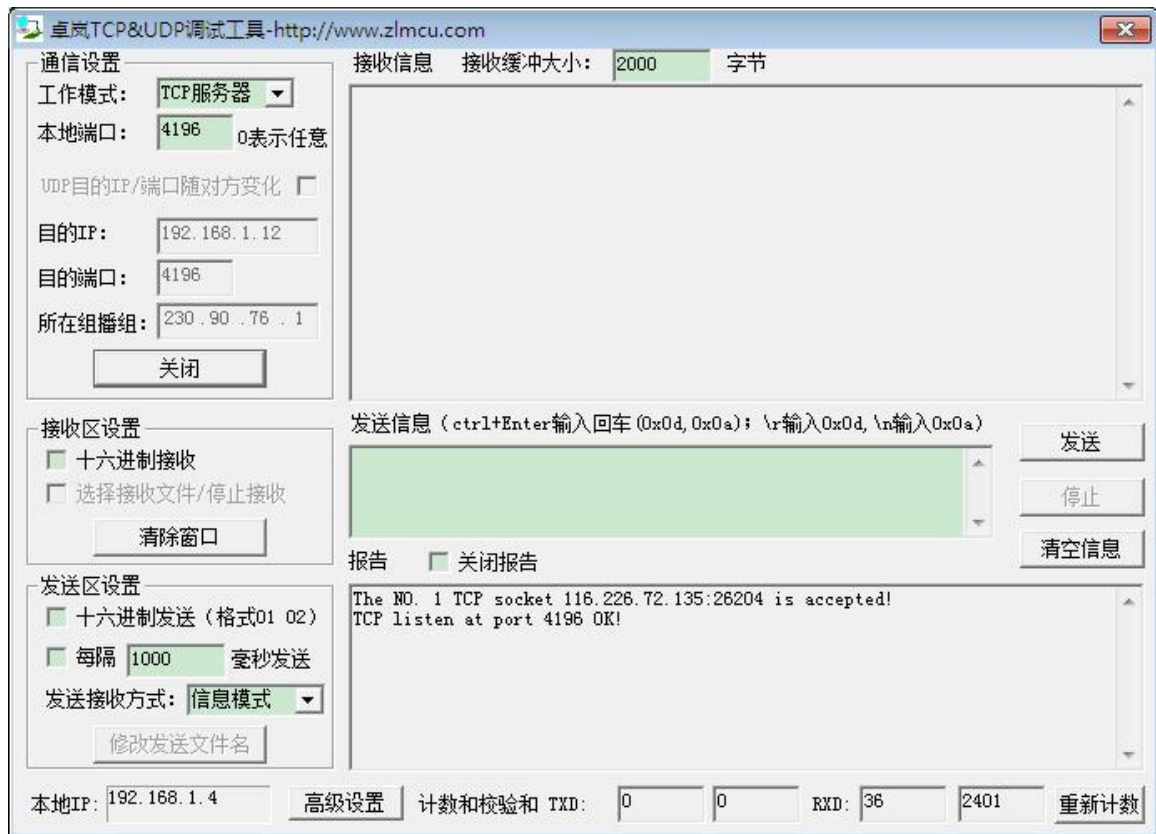 卓岚TCP&UDP调试工具-http://www.zlmcu.com
通信设置
工作模式： TCP服务器
本地端口： 4196 0表示任意
UDP目的IP/端口随对方变化
目的IP： 192.168.1.12
目的端口： 4196
所在组播组： 230 .90 .76 . 1
关闭
接收区设置
十六进制接收
选择接收文件/停止接收
清除窗口
发送区设置
十六进制发送（格式01 02）
每隔 1000 毫秒发送
发送接收方式： 信息模式
修改发送文件名
接收信息 接收缓冲大小： 2000 字节
发送信息（ctrl+Enter输入回车(0x0d,0x0a)；\r输入0x0d,\n输入0x0a）
发送
停止
清空信息
报告 关闭报告
The NO. 1 TCP socket 116.226.72.135:26204 is accepted!
TCP listen at port 4196 OK!
本地IP: 192.168.1.4 高级设置 计数和校验和 TXD: 0 0 RXD: 36 2401 重新计数